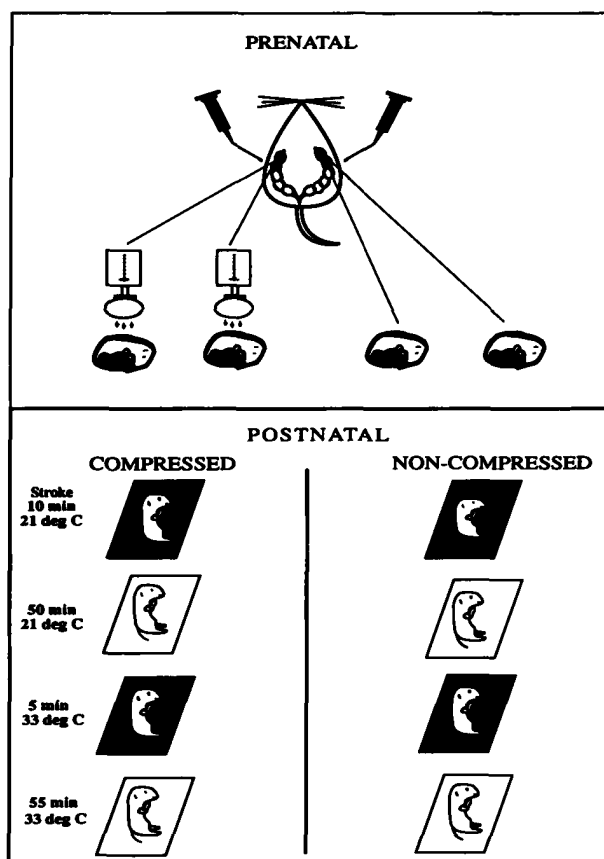 PRENATAL
POSTNATAL
COMPRESSED
NON-COMPRESSED
Stroke
10 min
21 deg C
50 min
21 deg C
5 min
33 deg C
55 min
33 deg C